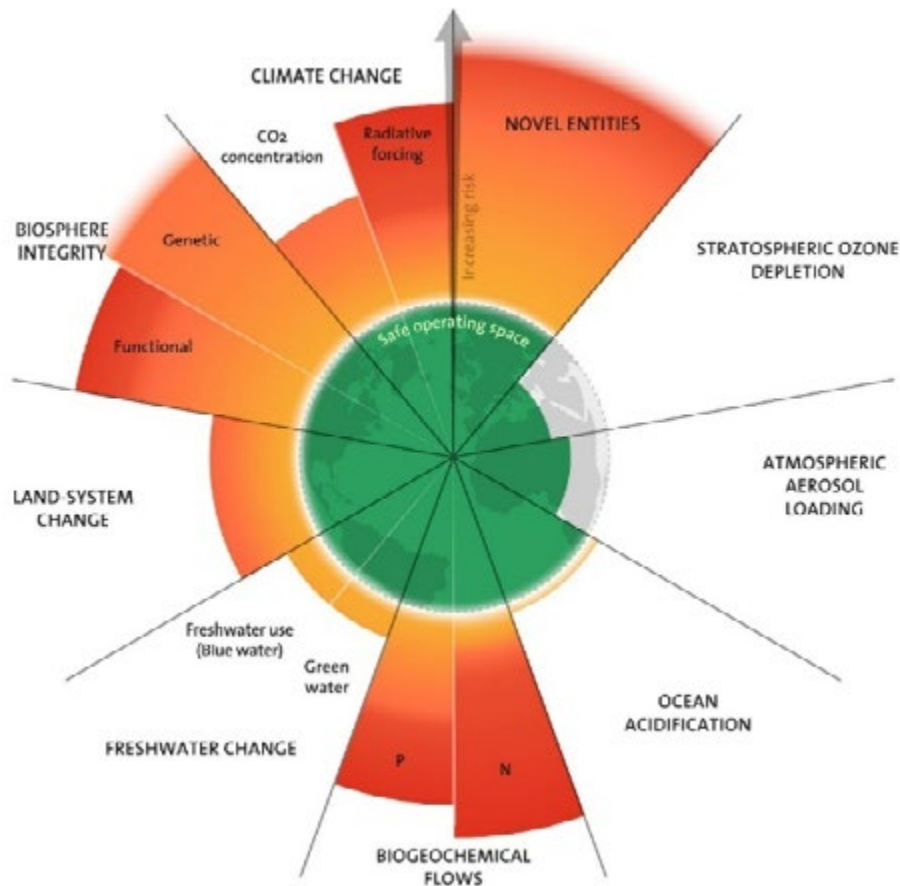 CLIMATE CHANGE
CO2
concentration
Radiative
forcing
NOVEL ENTITIES
Increasing risk
BIOSPHERE
INTEGRITY
Genetic
Functional
STRATOSPHERIC OZONE
DEPLETION
Safe operating space
ATMOSPHERIC
AEROSOL
LOADING
LAND-SYSTEM
CHANGE
Freshwater use
(Blue water)
Green
water
FRESHWATER CHANGE
P
N
OCEAN
ACIDIFICATION
BIOGEOCHEMICAL
FLOWS